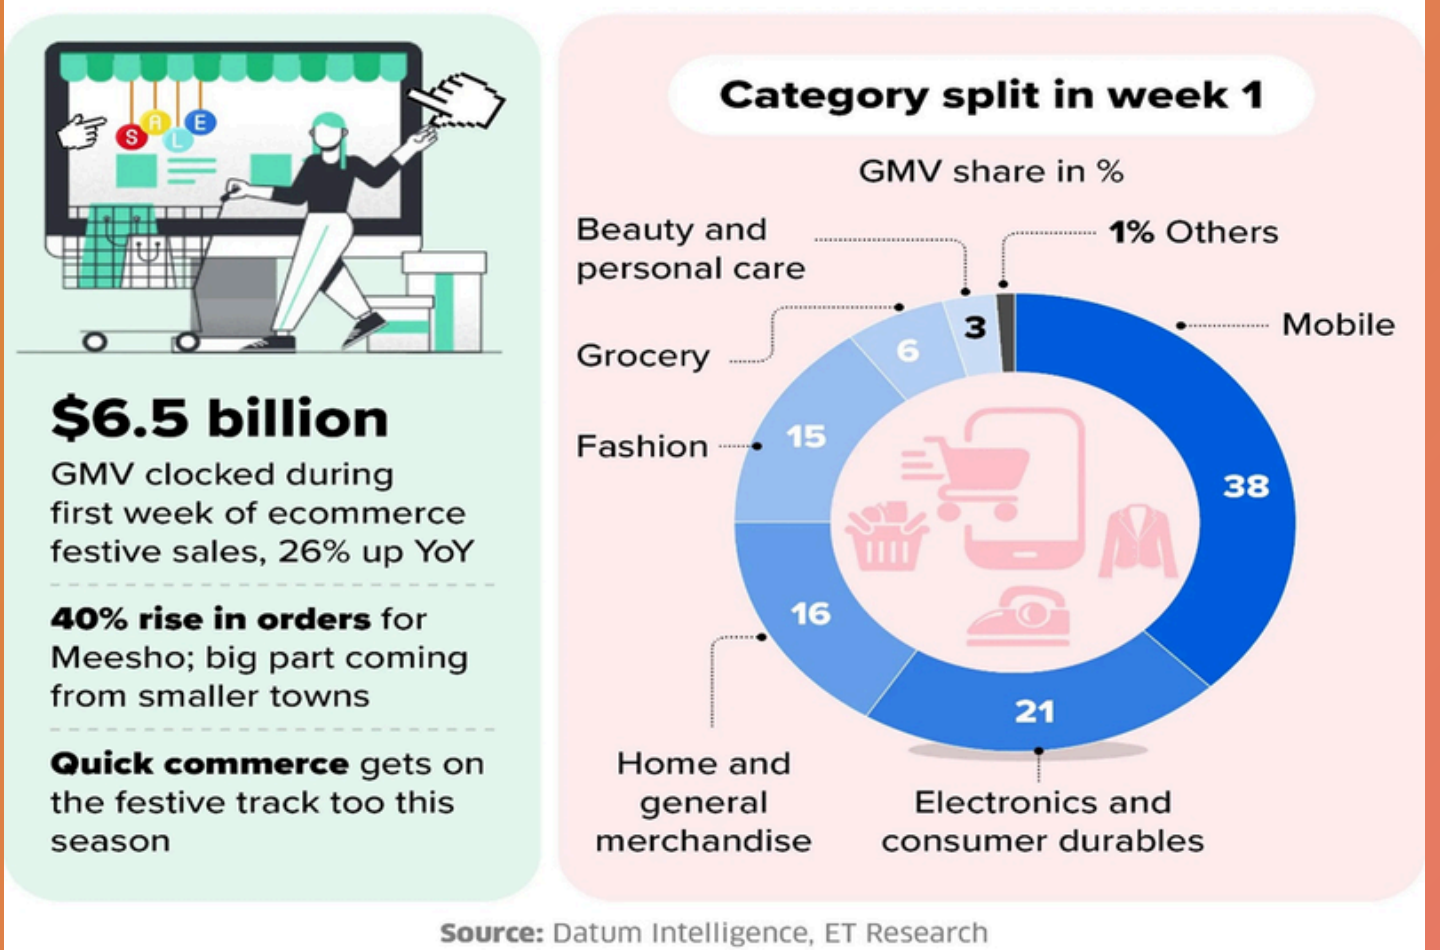 S A L E
$6.5 billion
GMV clocked during
first week of ecommerce
festive sales, 26% up YoY
40% rise in orders for
Meesho; big part coming
from smaller towns
Quick commerce gets on
the festive track too this
season
Category split in week 1
GMV share in %
Beauty and
personal care
1% Others
Mobile
Grocery
Fashion
3
6
15
38
16
21
Home and
general
merchandise
Electronics and
consumer durables
Source: Datum Intelligence, ET Research